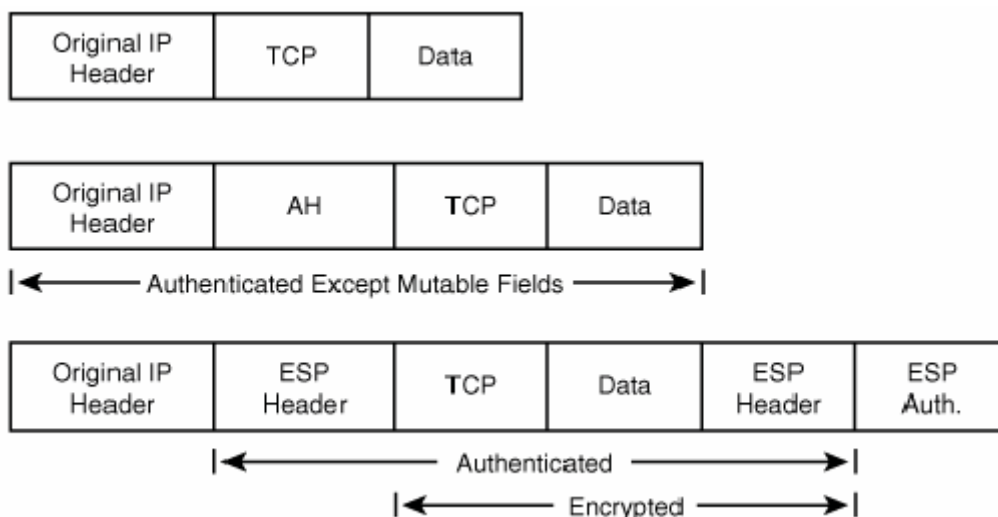 Original IP
Header
TCP
Data
Original IP
Header
AH
TCP
Data
Authenticated Except Mutable Fields
Original IP
Header
ESP
Header
TCP
Data
ESP
Header
ESP
Auth.
Authenticated
Encrypted